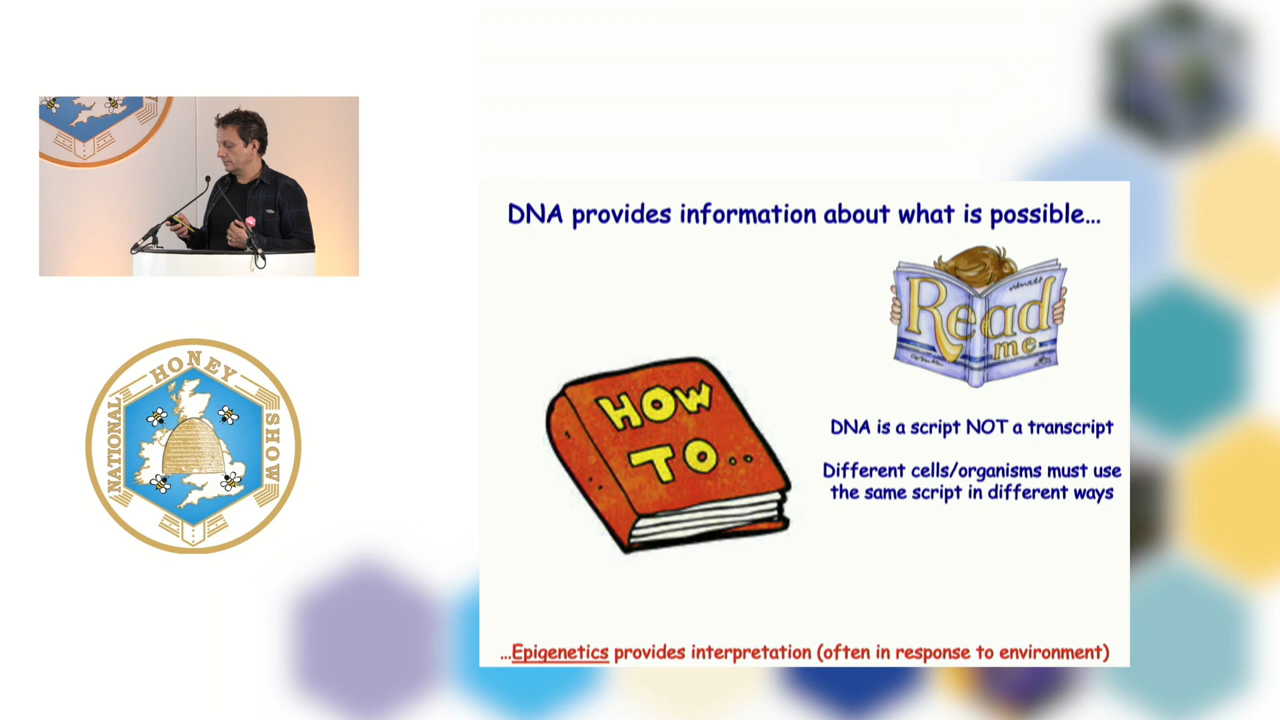 DNA provides information about what is possible…
Read
me
HOW
TO..
DNA is a script NOT a transcript
Different cells/organisms must use
the same script in different ways
…Epigenetics provides interpretation (often in response to environment)
NATIONAL HONEY SHOW